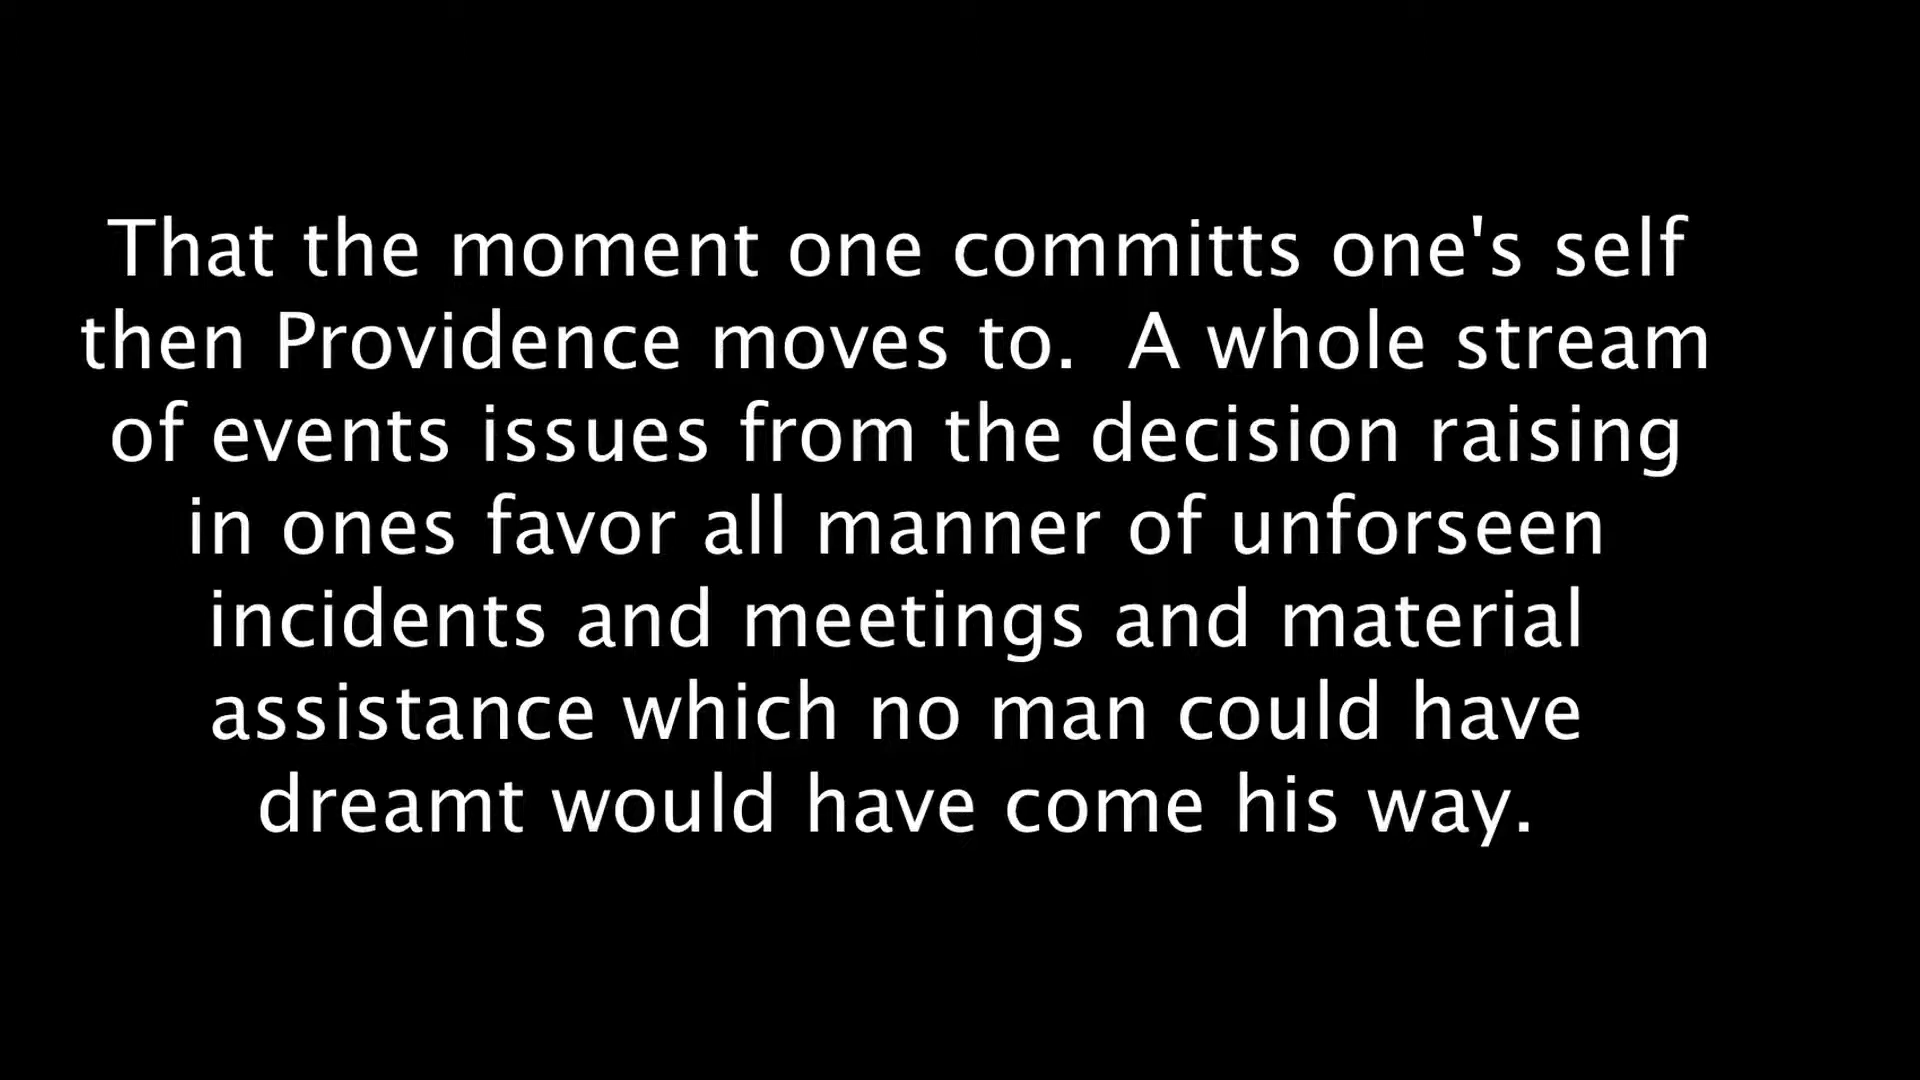 That the moment one committs one's self
then Providence moves to.  A whole stream
of events issues from the decision raising
in ones favor all manner of unforseen
incidents and meetings and material
assistance which no man could have
dreamt would have come his way.